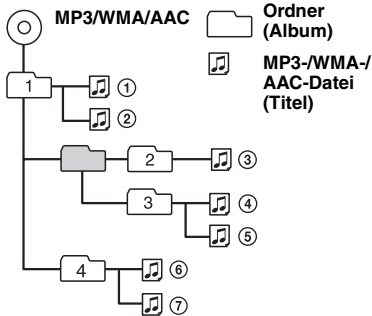 MP3/WMA/AAC
Ordner
(Album)
MP3-/WMA-/
AAC-Datei
(Titel)
1
①
②
2
③
3
④
⑤
4
⑥
⑦